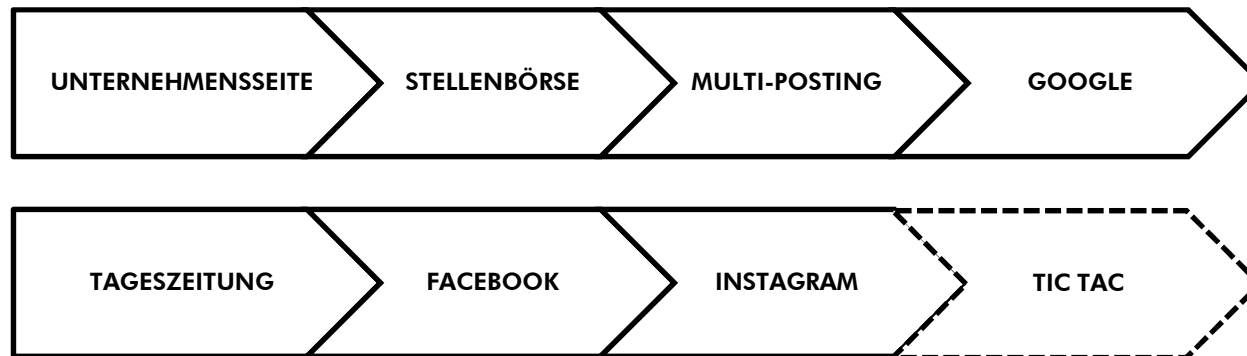 UNTERNEHMENSSEITE
STELLENBÖRSE
MULTI-POSTING
GOOGLE
TAGESZEITUNG
FACEBOOK
INSTAGRAM
TIC TAC